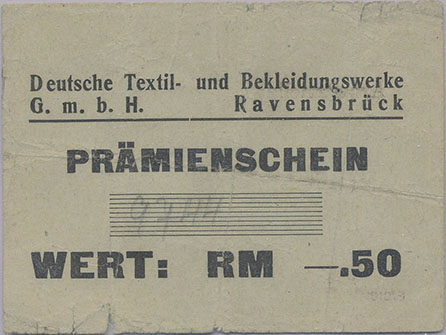 Deutsche Textil- und Bekleidungswerke
G. m. b H. Ravensbrück
PRÄMIENSCHEIN
WERT: RM —.50